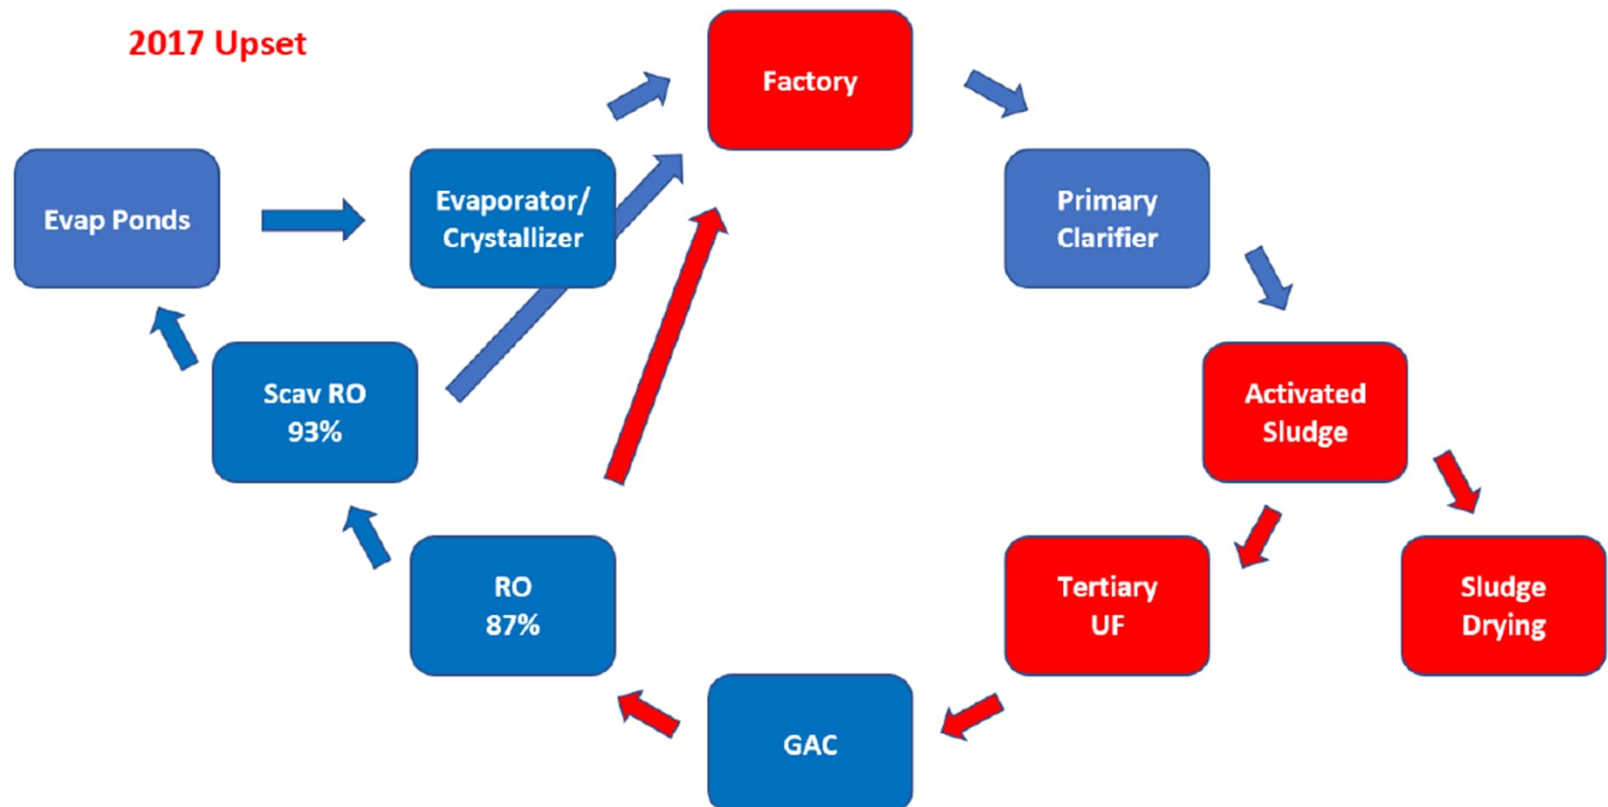 2017 Upset
Factory
Evap Ponds
Evaporator/
Crystallizer
Primary
Clarifier
Scav RO
93%
Activated
Sludge
RO
87%
Tertiary
UF
Sludge
Drying
GAC